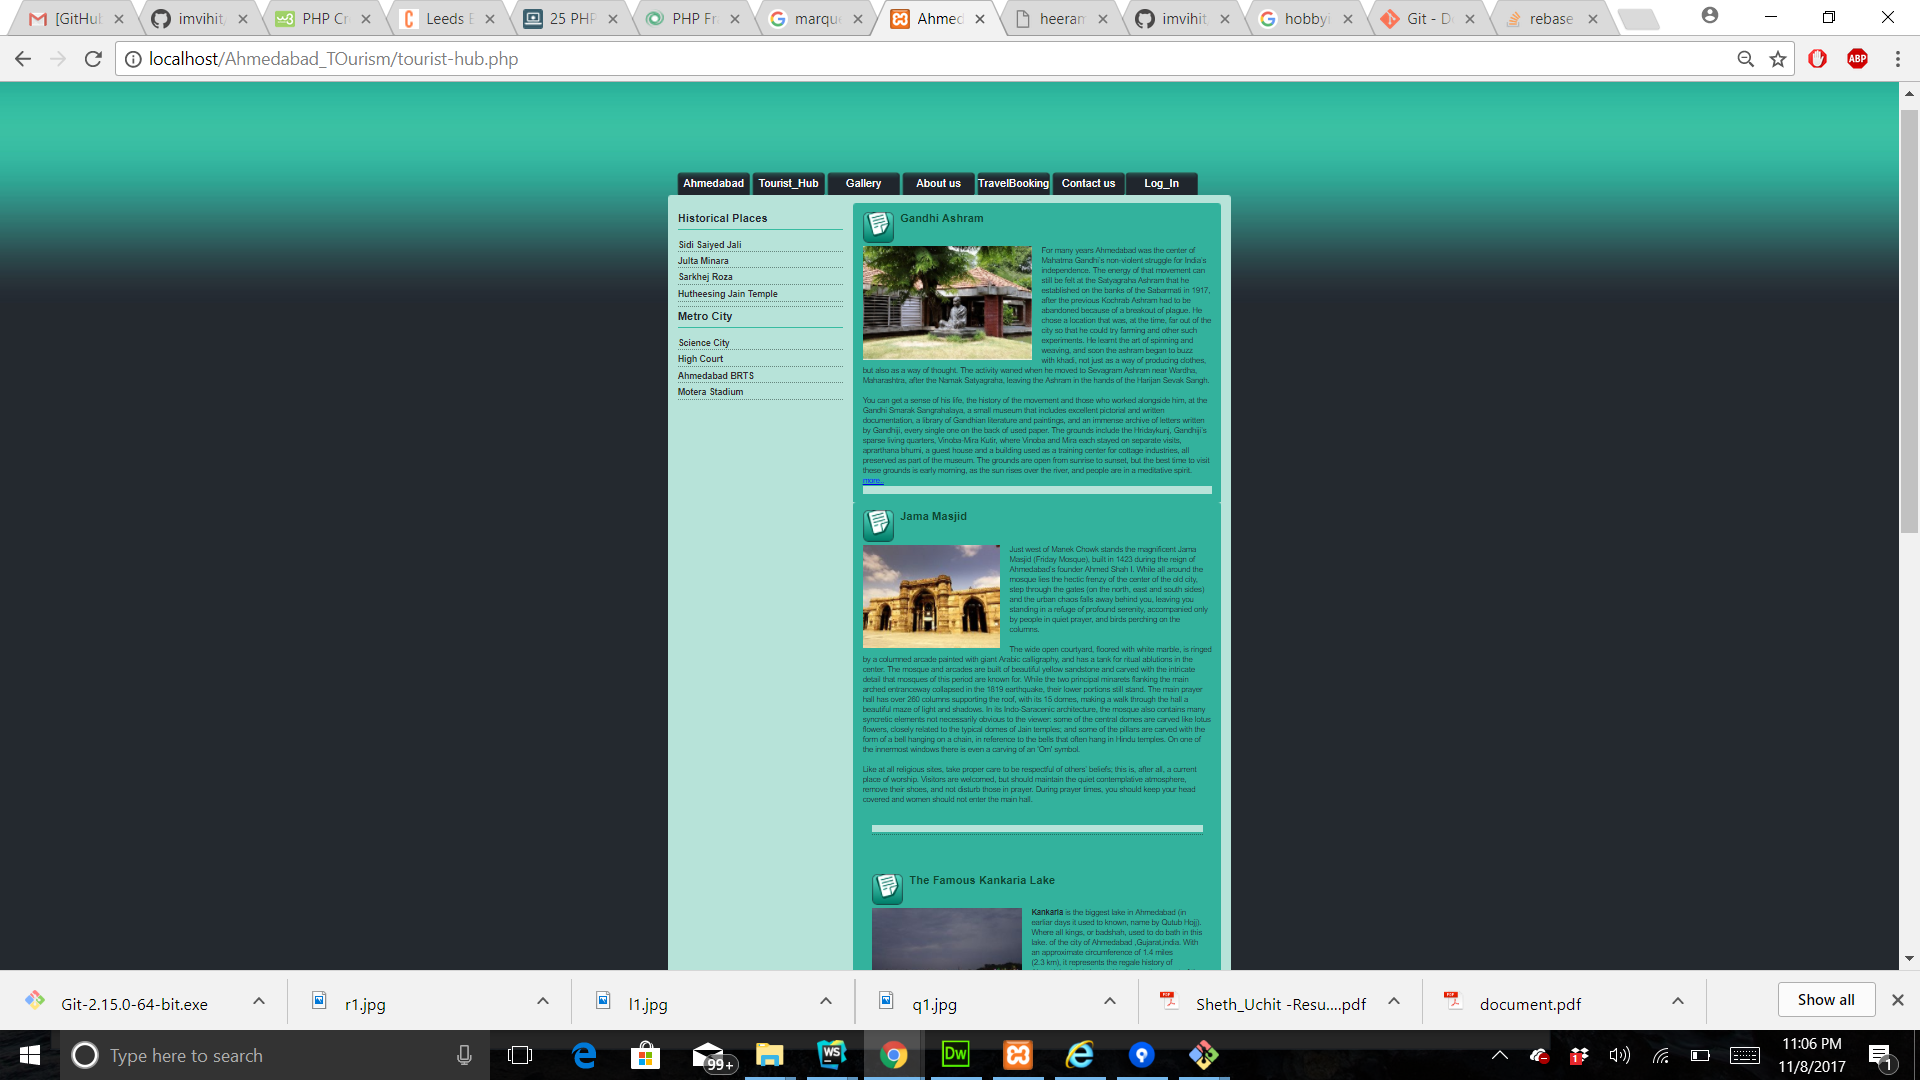 [GitHub
imvihit/
PHP Cr
Leeds B
25 PHP
PHP Fr
marque
Ahmed
heeram
imvihit,
hobbyi
Git - D
rebase
localhost/Ahmedabad_TOurism/tourist-hub.php
ABP
Ahmedabad
Tourist_Hub
Gallery
About us
TravelBooking
Contact us
Log_In
Historical Places
Sidi Saiyed Jali
Julta Minara
Sarkhej Roza
Hutheesing Jain Temple
Metro City
Science City
High Court
Ahmedabad BRTS
Motera Stadium
Gandhi Ashram
For many years Ahmedabad was the center of
Mahatma Gandhi's non-violent struggle for India's
independence. The energy of that movement can
still be felt at the Satyagraha Ashram that he
established on the banks of the Sabarmati in 1917,
after the previous Kochrab Ashram had to be
abandoned because of a breakout of plague. He
chose a location that was, at the time, far out of the
city so that he could try farming and other such
experiments. He learnt the art of spinning and
weaving, and soon the ashram began to buzz
with khadi, not just as a way of producing clothes,
but also as a way of thought. The activity waned when he moved to Sevagram Ashram near Wardha,
Maharashtra, after the Namak Satyagraha, leaving the Ashram in the hands of the Harijan Sevak Sangh.
You can get a sense of his life, the history of the movement and those who worked alongside him, at the
Gandhi Smarak Sangrahalaya, a small museum that includes excellent pictorial and written
documentation, a library of Gandhian literature and paintings, and an immense archive of letters written
by Gandhiji, every single one on the back of used paper. The grounds include the Hridaykunj, Gandhiji's
sparse living quarters, Vinoba-Mira Kutir, where Vinoba and Mira each stayed on separate visits,
aprarthana bhumi, a guest house and a building used as a training center for cottage industries, all
preserved as part of the museum. The grounds are open from sunrise to sunset, but the best time to visit
these grounds is early morning, as the sun rises over the river, and people are in a meditative spirit.
more..
Jama Masjid
Just west of Manek Chowk stands the magnificent Jama
Masjid (Friday Mosque), built in 1423 during the reign of
Ahmedabad's founder Ahmed Shah I. While all around the
mosque lies the hectic frenzy of the center of the old city,
step through the gates (on the north, east and south sides)
and the urban chaos falls away behind you, leaving you
standing in a refuge of profound serenity, accompanied only
by people in quiet prayer, and birds perching on the
columns.
The wide open courtyard, floored with white marble, is ringed
by a columned arcade painted with giant Arabic calligraphy, and has a tank for ritual ablutions in the
center. The mosque and arcades are built of beautiful yellow sandstone and carved with the intricate
detail that mosques of this period are known for. While the two principal minarets flanking the main
arched entranceway collapsed in the 1819 earthquake, their lower portions still stand. The main prayer
hall has over 260 columns supporting the roof, with its 15 domes, making a walk through the hall a
beautiful maze of light and shadows. In its Indo-Saracenic architecture, the mosque also contains many
syncretic elements not necessarily obvious to the viewer: some of the central domes are carved like lotus
flowers, closely related to the typical domes of Jain temples; and some of the pillars are carved with the
form of a bell hanging on a chain, in reference to the bells that often hang in Hindu temples. On one of
the innermost windows there is even a carving of an 'Om' symbol.
Like at all religious sites, take proper care to be respectful of others' beliefs; this is, after all, a current
place of worship. Visitors are welcomed, but should maintain the quiet contemplative atmosphere,
remove their shoes, and not disturb those in prayer. During prayer times, you should keep your head
covered and women should not enter the main hall.
The Famous Kankaria Lake
Kankaria is the biggest lake in Ahmedabad (in
earlier days it used to known, name by Qutub Hoji).
Where all kings, or badshah, used to do bath in this
lake. of the city of Ahmedabad ,Gujarat,india. With
an approximate circumference of 1.4 miles
(2.3 km), it represents the regale history of
Git-2.15.0-64-bit.exe
r1.jpg
l1.jpg
q1.jpg
Sheth_Uchit -Resu....pdf
document.pdf
Show all
Type here to search
99+
WS
Dw
1
11:06 PM
11/8/2017
1